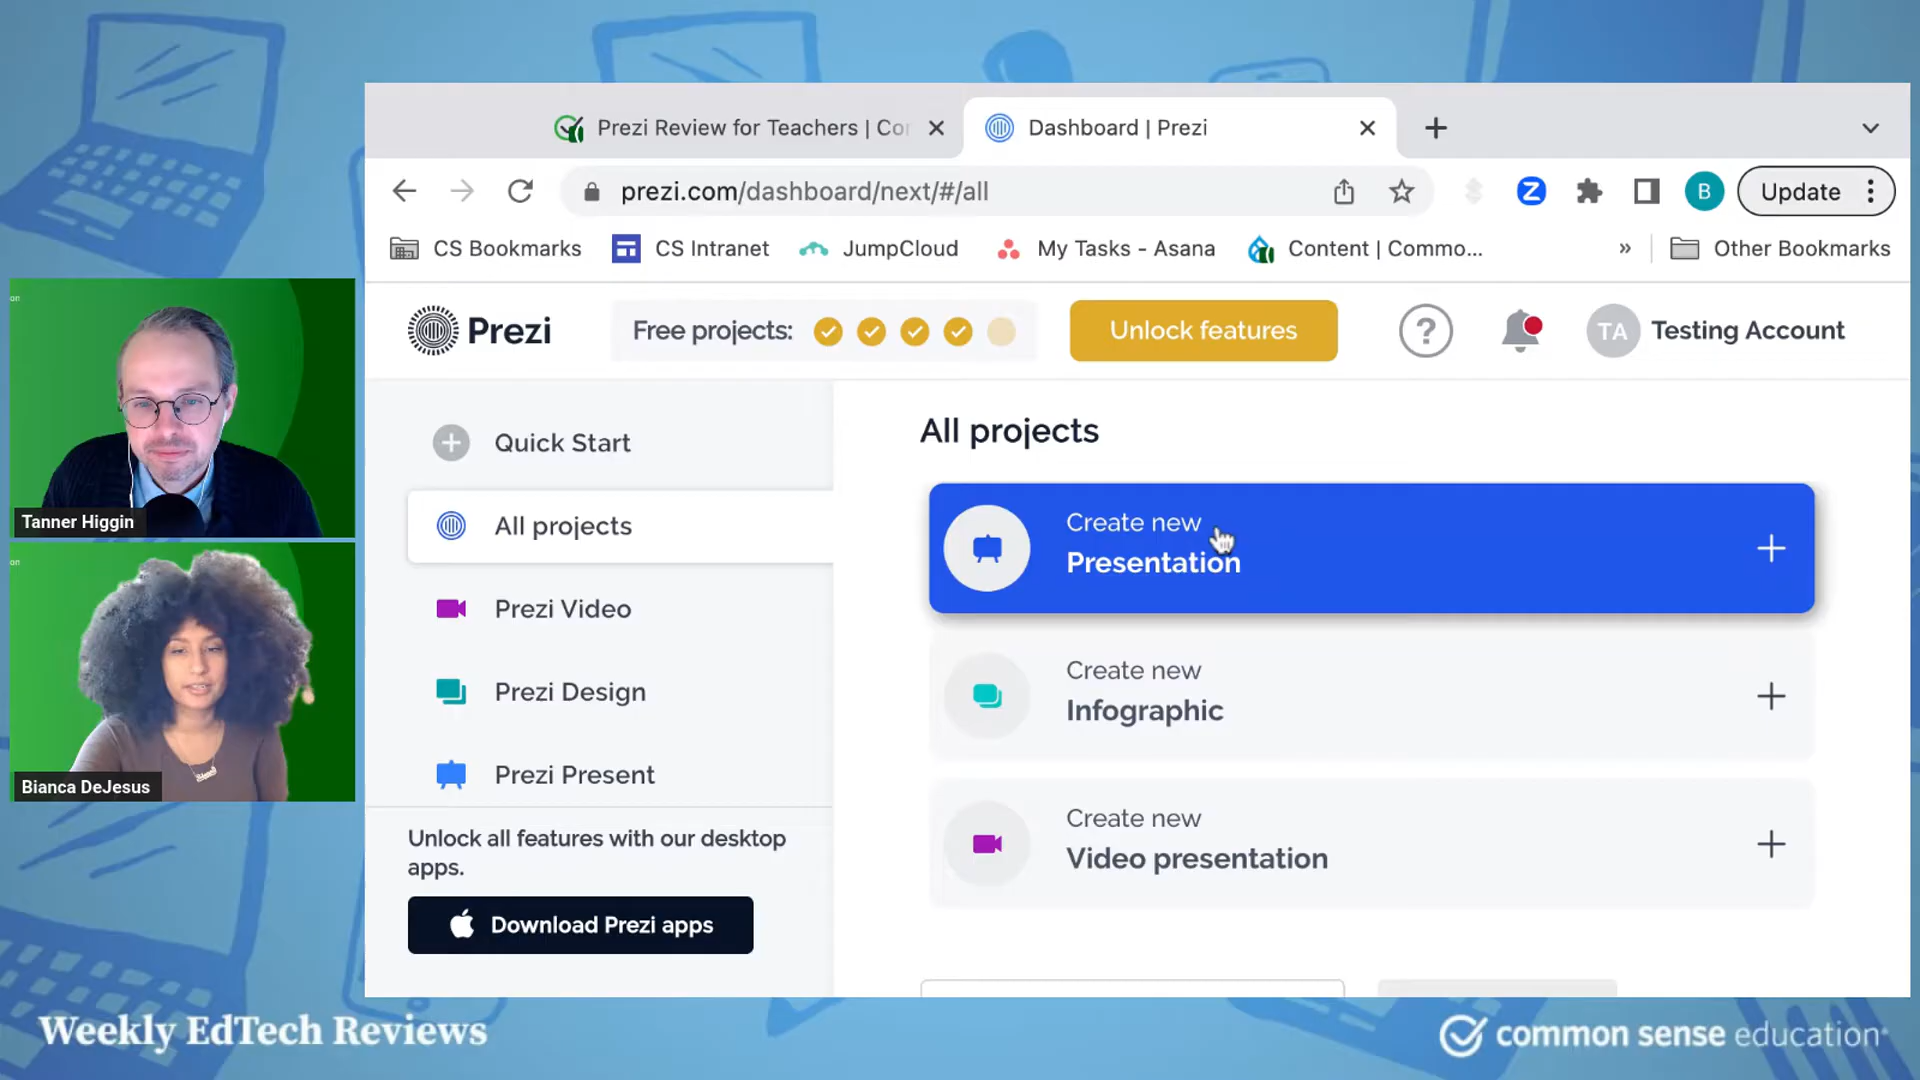 Prezi Review for Teachers | Cor
Dashboard | Prezi
prezi.com/dashboard/next/#/all
B
Update
CS Bookmarks
CS Intranet
JumpCloud
My Tasks - Asana
Content | Commo...
»
Other Bookmarks
Prezi
Free projects:
Unlock features
?
TA
Testing Account
Quick Start
All projects
Prezi Video
Prezi Design
Prezi Present
Unlock all features with our desktop
apps.
Download Prezi apps
All projects
Create new
Presentation
Create new
Infographic
Create new
Video presentation
on
Tanner Higgin
on
Bianca DeJesus
Weekly EdTech Reviews
common sense education